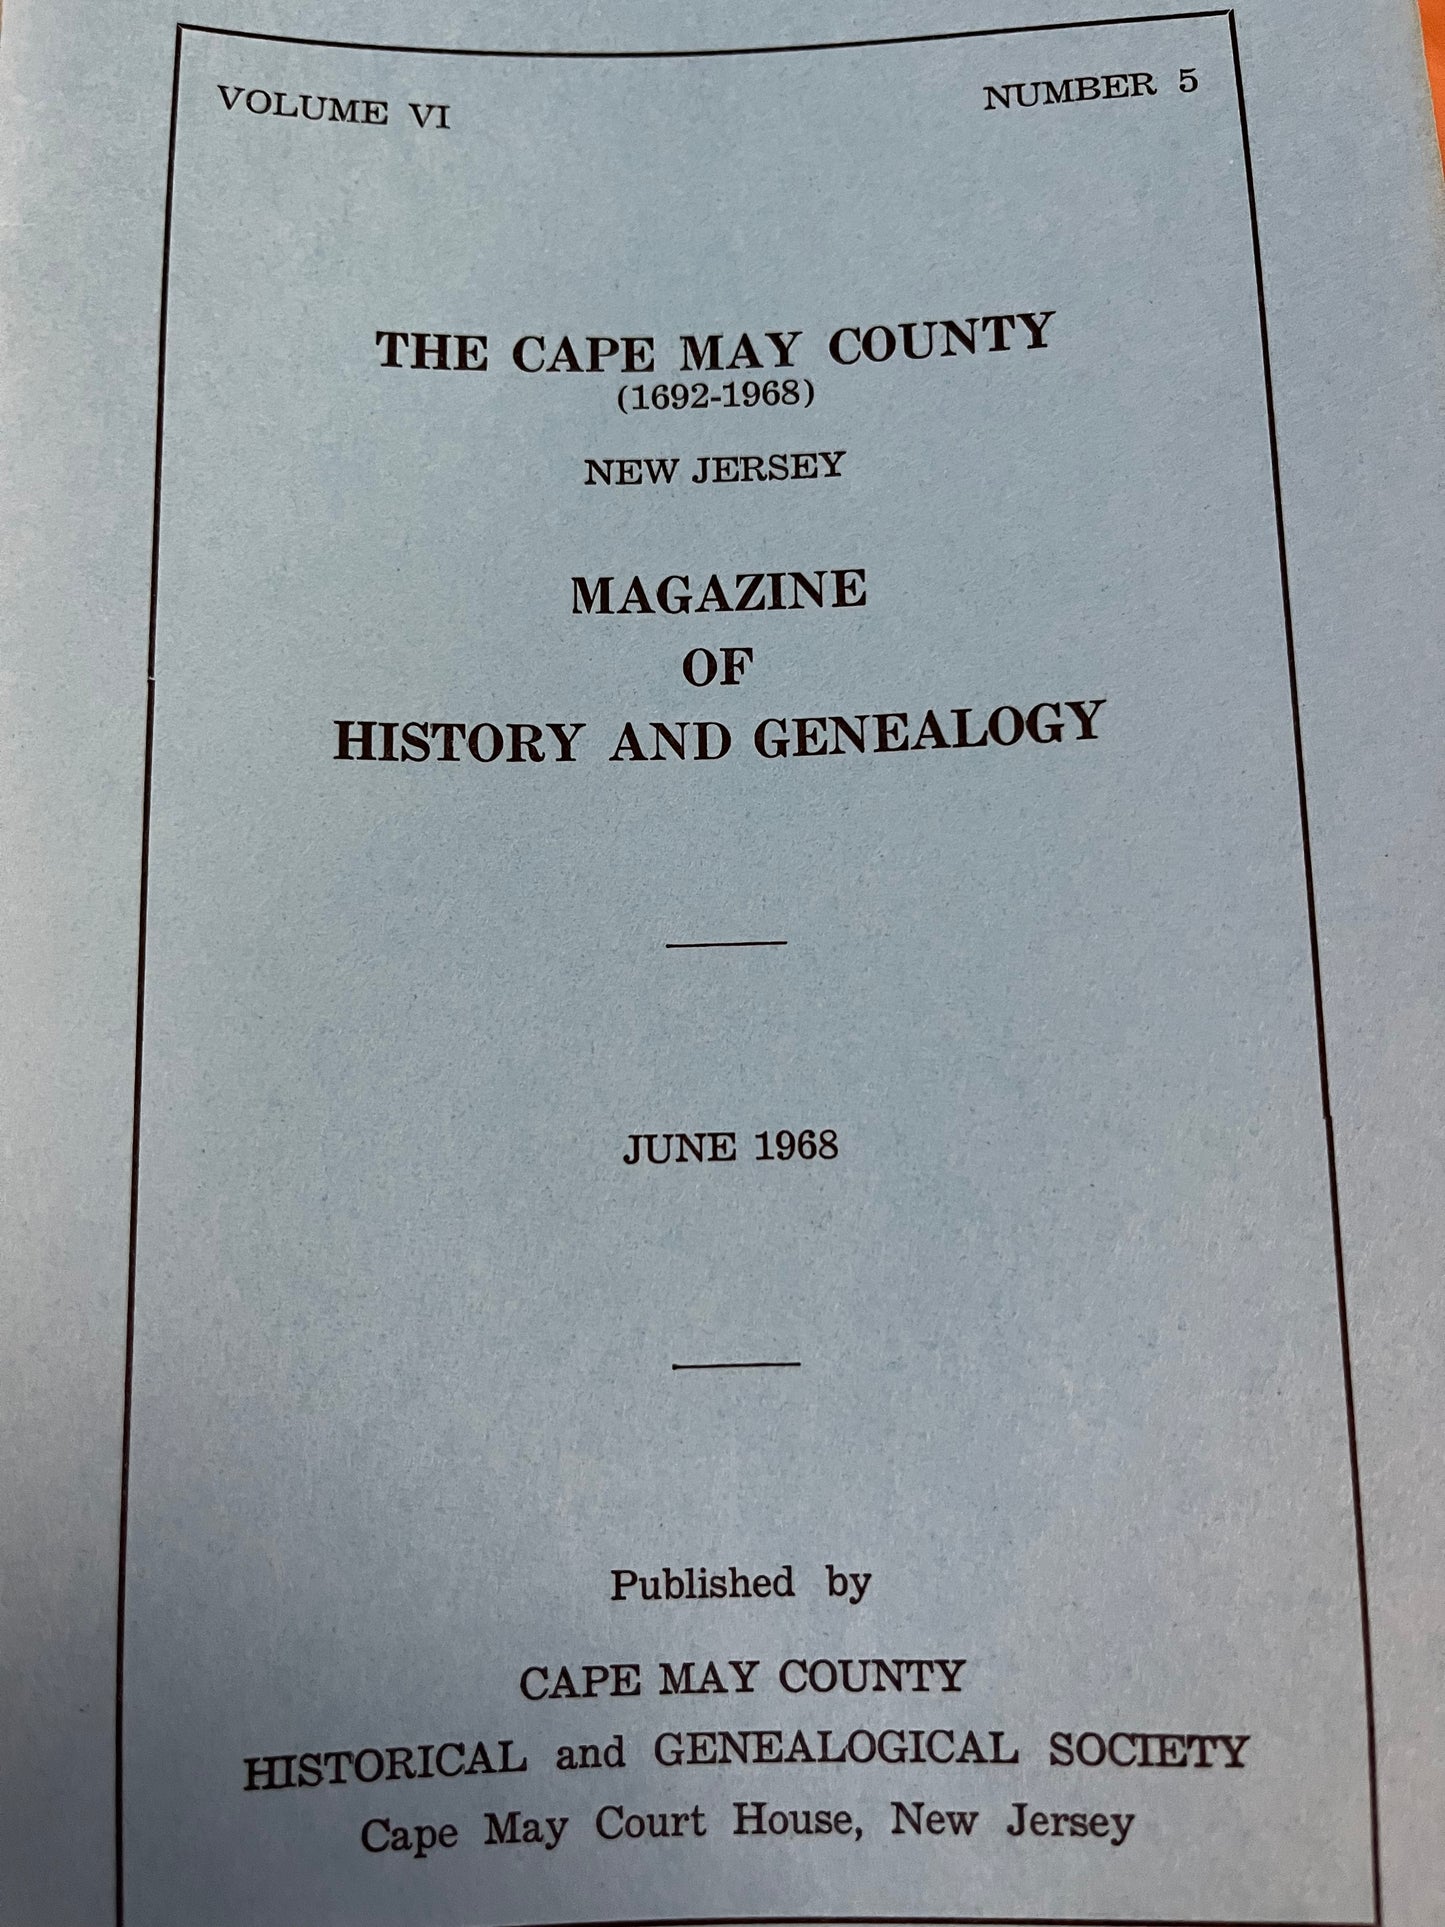 VOLUME VI NUMBER 5
THE CAPE MAY COUNTY
(1692-1968)
NEW JERSEY
MAGAZINE
OF
HISTORY AND GENEALOGY
JUNE 1968
Published by
CAPE MAY COUNTY
HISTORICAL and GENEALOGICAL SOCIETY
Cape May Court House, New Jersey